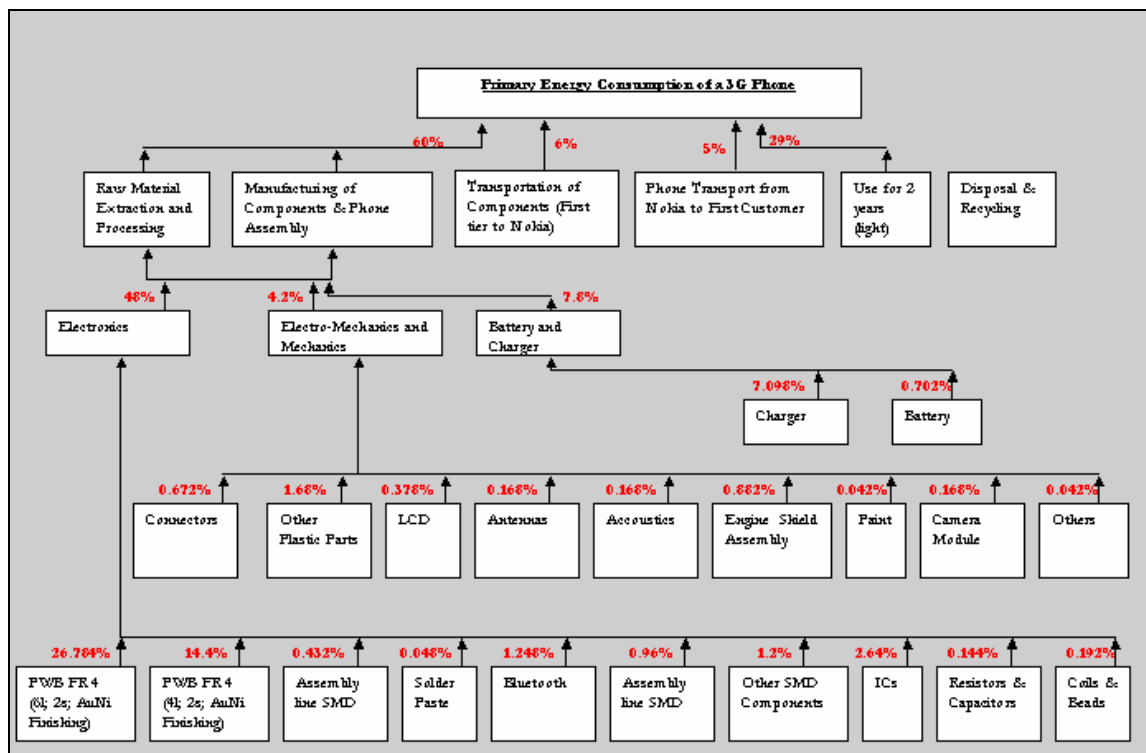 Primary Energy Consumption of a 3G Phone
60%
6%
5%
29%
Raw Material
Extraction and
Processing
Manufacturing of
Components & Phone
Assembly
Transportation of
Components (First
tier to Nokia)
Phone Transport from
Nokia to First Customer
Use for 2
years
(light)
Disposal &
Recycling
48%
4.2%
7.8%
Electronics
Electro-Mechanics and
Mechanics
Battery and
Charger
7.098%
0.702%
Charger
Battery
0.672%
1.68%
0.378%
0.168%
0.168%
0.882%
0.042%
0.168%
0.042%
Connectors
Other
Plastic Parts
LCD
Antennas
Accoustics
Engine Shield
Assembly
Paint
Camera
Module
Others
26.784%
14.4%
0.432%
0.048%
1.248%
0.96%
1.2%
2.64%
0.144%
0.192%
PWB FR4
(6l; 2s; AuNi
Finishing)
PWB FR4
(4l; 2s; AuNi
Finishing)
Assembly
line SMD
Solder
Paste
Bluetooth
Assembly
line SMD
Other SMD
Components
ICs
Resistors &
Capacitors
Coils &
Beads